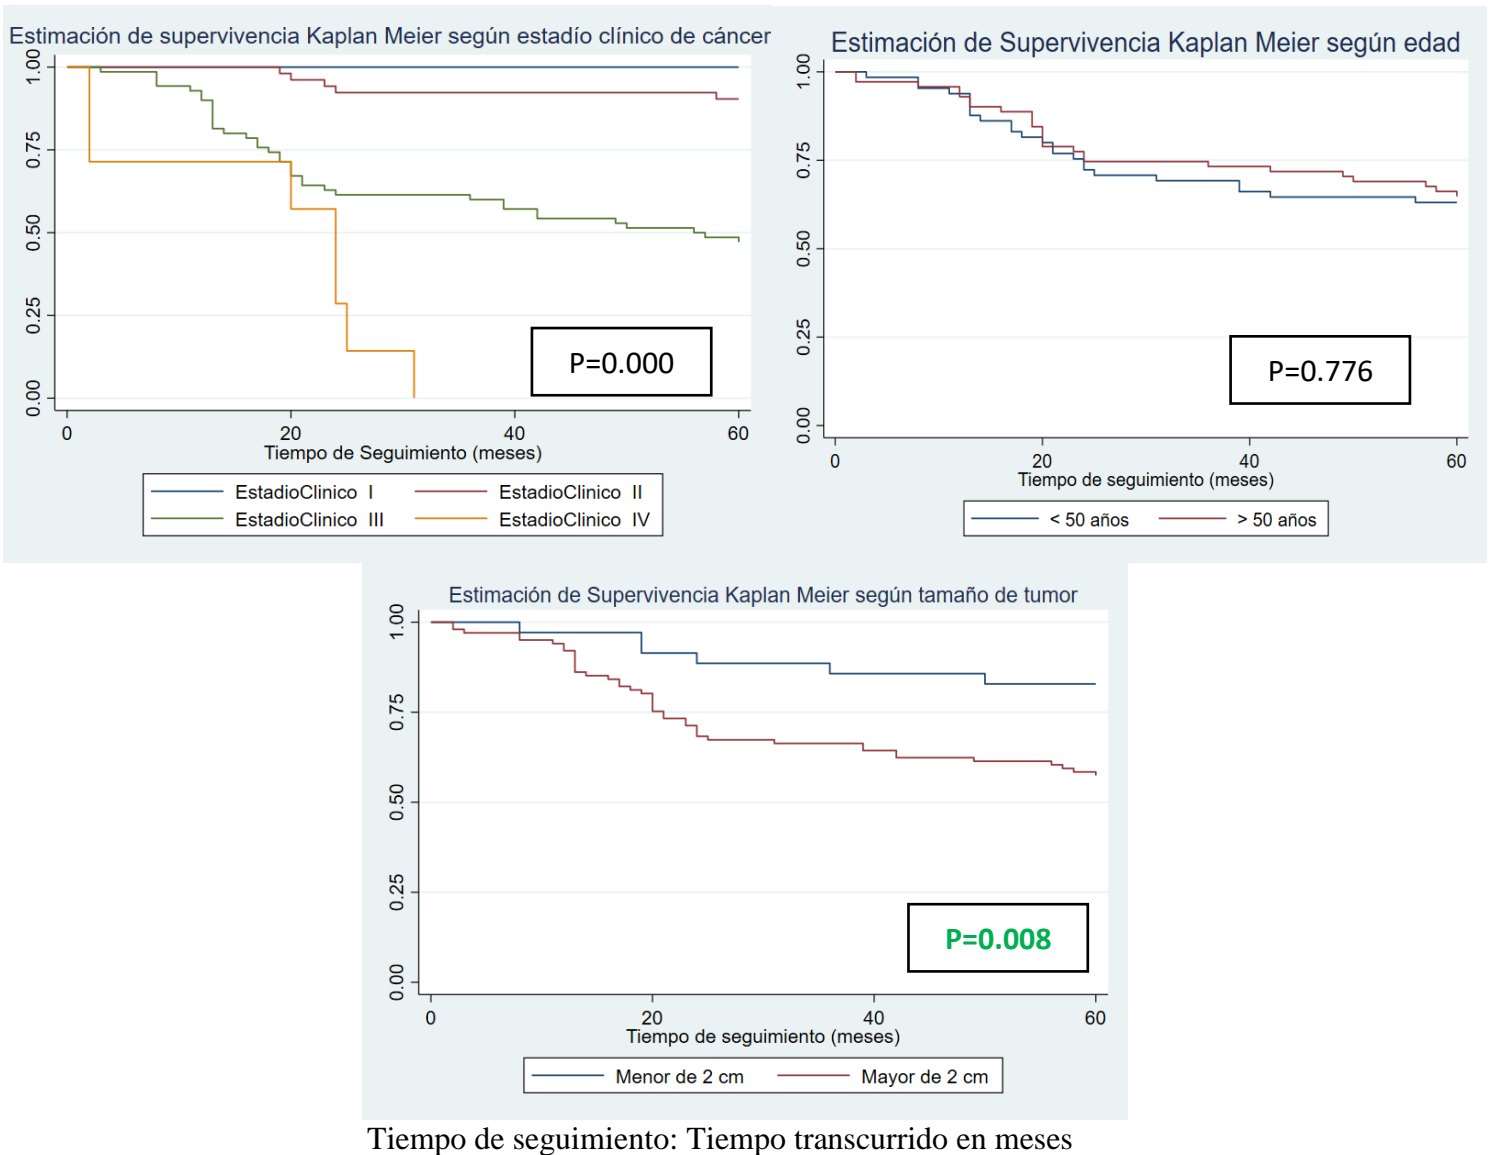 Estimación de supervivencia Kaplan Meier según estadío clínico de cáncer
1.00
0.75
0.50
0.25
0.00
P=0.000
0 20 40 60
Tiempo de Seguimiento (meses)
EstadioClinico I EstadioClinico II
EstadioClinico III EstadioClinico IV
Estimación de Supervivencia Kaplan Meier según edad
1.00
0.75
0.50
0.25
0.00
P=0.776
0 20 40 60
Tiempo de seguimiento (meses)
< 50 años > 50 años
Estimación de Supervivencia Kaplan Meier según tamaño de tumor
1.00
0.75
0.50
0.25
0.00
P=0.008
0 20 40 60
Tiempo de seguimiento (meses)
Menor de 2 cm Mayor de 2 cm
Tiempo de seguimiento: Tiempo transcurrido en meses